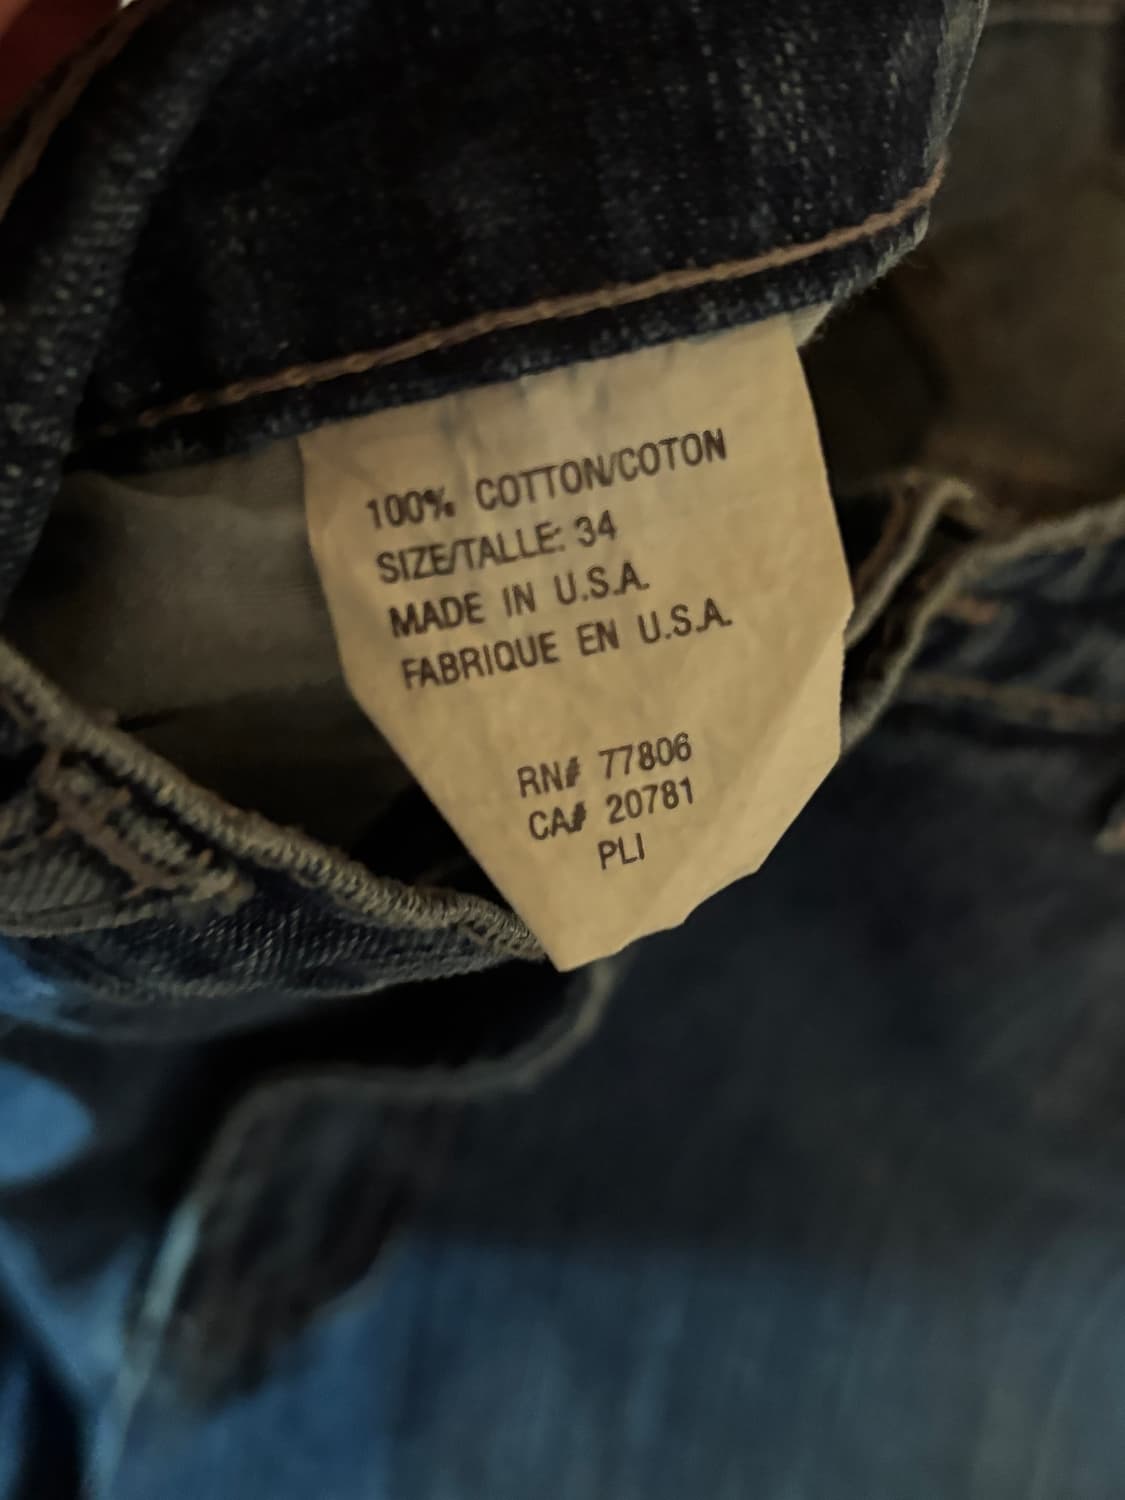 100% COTTON/COTON
SIZE/TALLE: 34
MADE IN U.S.A.
FABRIQUE EN U.S.A.
RN# 77806
CA# 20781
PLI